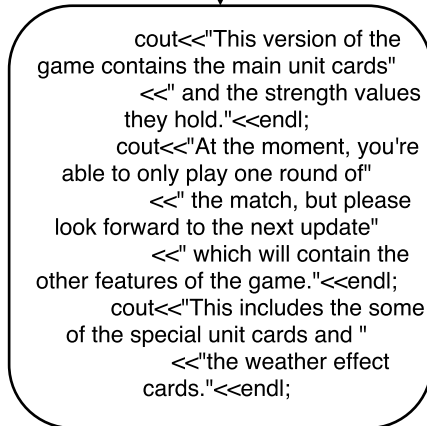 cout<<"This version of the
game contains the main unit cards"
<<" and the strength values
they hold."<<endl;
cout<<"At the moment, you're
able to only play one round of"
<<" the match, but please
look forward to the next update"
<<" which will contain the
other features of the game."<<endl;
cout<<"This includes the some
of the special unit cards and "
<<"the weather effect
cards."<<endl;